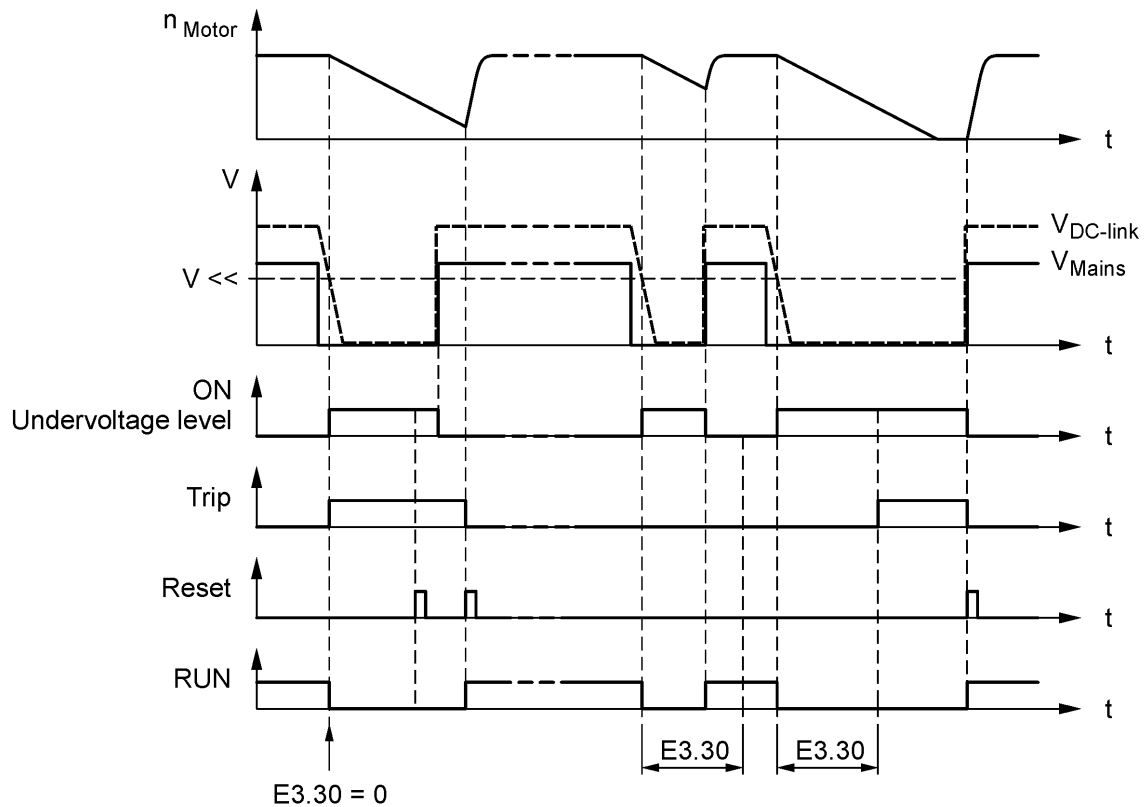 n Motor
t
V
V DC-link
V Mains
V <<
t
ON
Undervoltage level
t
Trip
t
Reset
t
RUN
t
E3.30
E3.30
E3.30 = 0